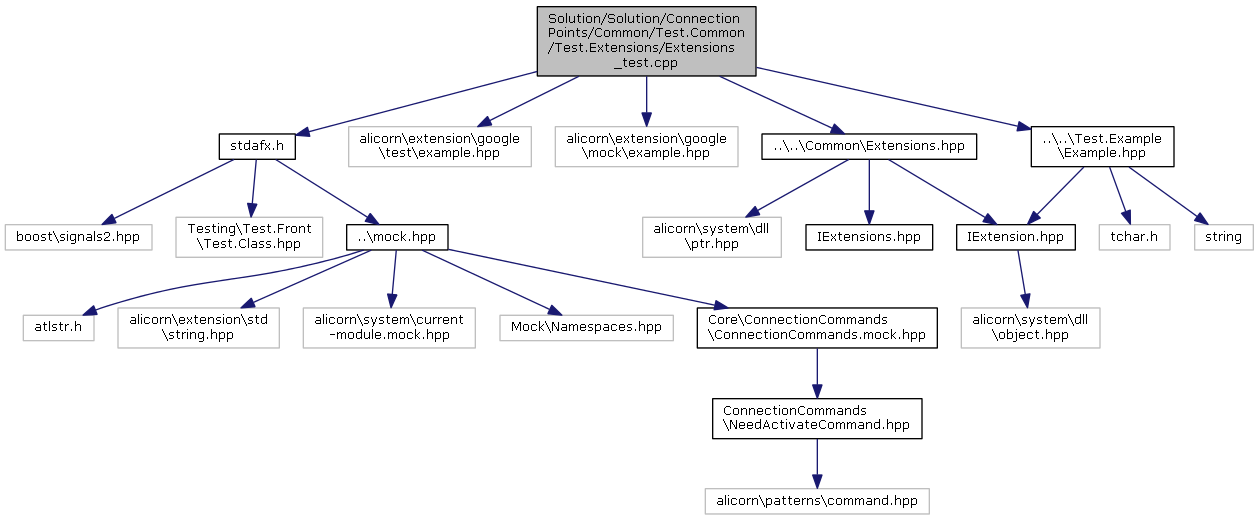 Solution/Solution/Connection
Points/Common/Test.Common
/Test.Extensions/Extensions
_test.cpp
stdafx.h
alicorn\extension\google
\test\example.hpp
alicorn\extension\google
\mock\example.hpp
..\..\Common\Extensions.hpp
..\..\Test.Example
\Example.hpp
boost\signals2.hpp
Testing\Test.Front
\Test.Class.hpp
..\mock.hpp
alicorn\system\dll
\ptr.hpp
IExtensions.hpp
IExtension.hpp
tchar.h
string
atlstr.h
alicorn\extension\std
\string.hpp
alicorn\system\current
-module.mock.hpp
Mock\Namespaces.hpp
Core\ConnectionCommands
\ConnectionCommands.mock.hpp
alicorn\system\dll
\object.hpp
ConnectionCommands
\NeedActivateCommand.hpp
alicorn\patterns\command.hpp